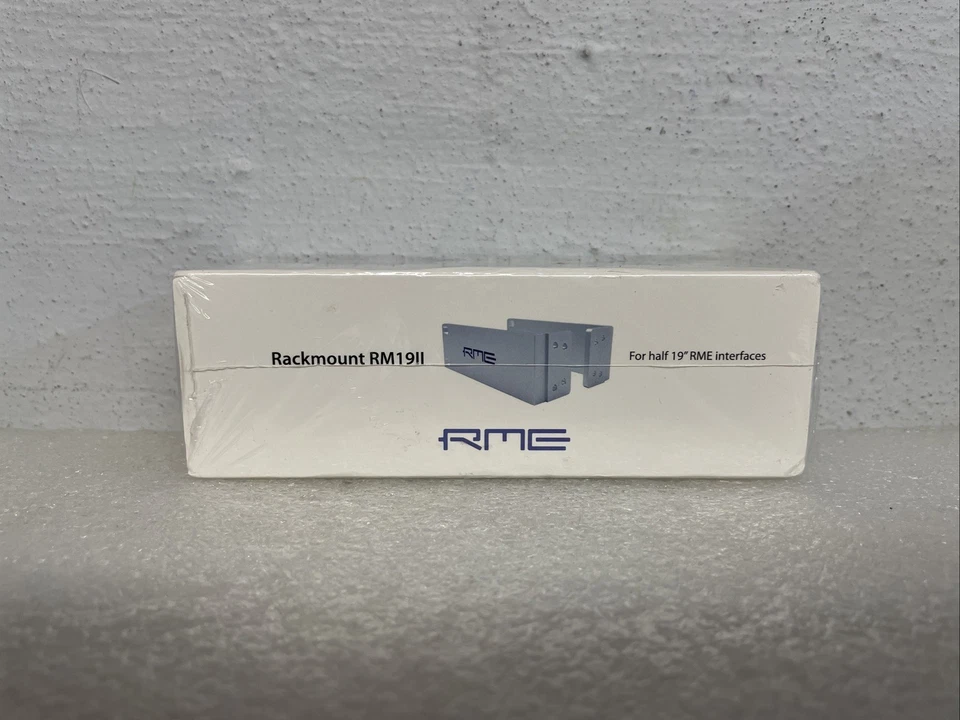 Rackmount RM19II
RME
For half 19" RME interfaces
RME